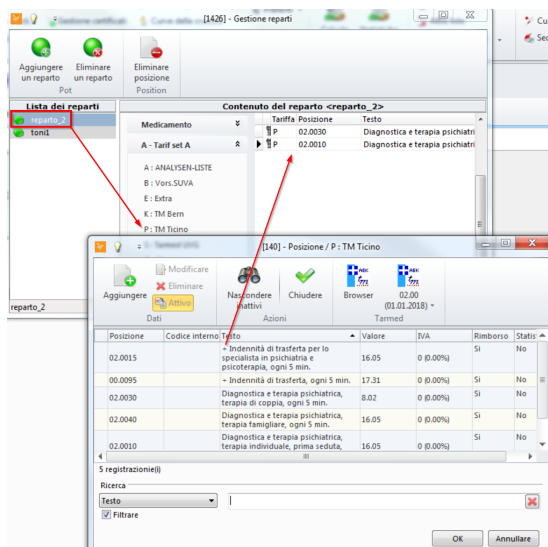 [1426] - Gestione reparti
Aggiungere un reparto
Eliminare un reparto
Eliminare posizione
Pot
Position
Lista dei reparti
Contenuto del reparto <reparto_2>
reparto_2
toni1
Medicamento
A - Tarif set A
A : ANALYSEN-LISTE
B : Vors.SUVA
E : Extra
K : TM Bern
P : TM Ticino
Tariffa Posizione Testo
P 02.0030 Diagnostica e terapia psichiatri
P 02.0010 Diagnostica e terapia psichiatri
reparto_2
[140] - Posizione / P : TM Ticino
Aggiungere
Modificare
Eliminare
Attivo
Nascondere inattivi
Chiudere
Browser
02.00
(01.01.2018)
Dati
Azioni
Tarmed
Posizione Codice interno Testo Valore IVA Rimborso Statis
02.0015 + Indennità di trasferta per lo specialista in psichiatria e psicoterapia, ogni 5 min. 16.05 0 (0.00%) Sì No
00.0095 + Indennità di trasferta, ogni 5 min. 17.31 0 (0.00%) Sì No
02.0030 Diagnostica e terapia psichiatrica, terapia di coppia, ogni 5 min. 8.02 0 (0.00%) Sì No
02.0040 Diagnostica e terapia psichiatrica, terapia famigliare, ogni 5 min. 16.05 0 (0.00%) Sì No
02.0010 Diagnostica e terapia psichiatrica, terapia individuale, prima seduta, 16.05 0 (0.00%) Sì No
5 registrazione(i)
Ricerca
Testo
Filtrare
OK
Annullare